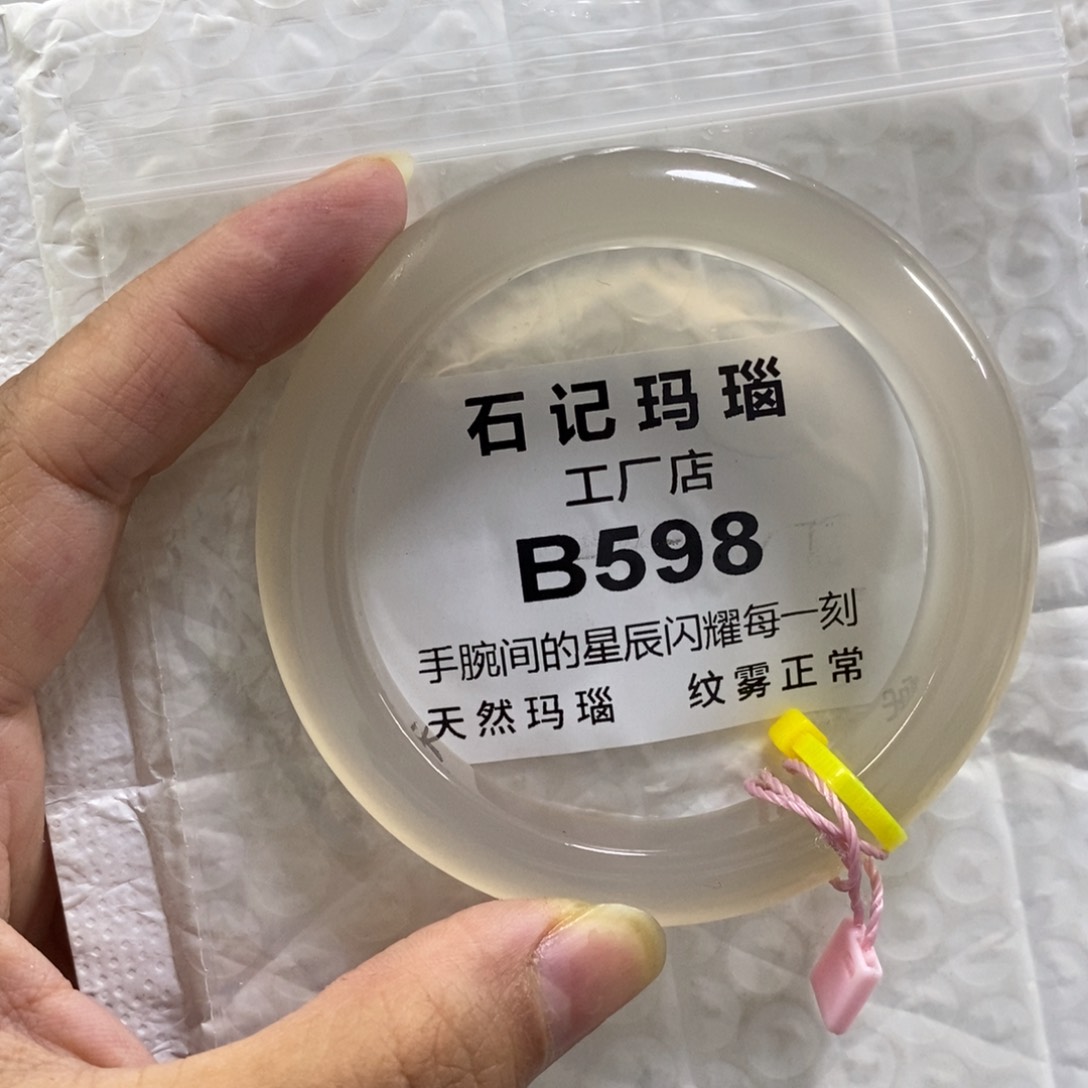 石记玛瑙
工厂店
B598
手腕间的星辰闪耀每一刻
天然玛瑙 纹雾正常